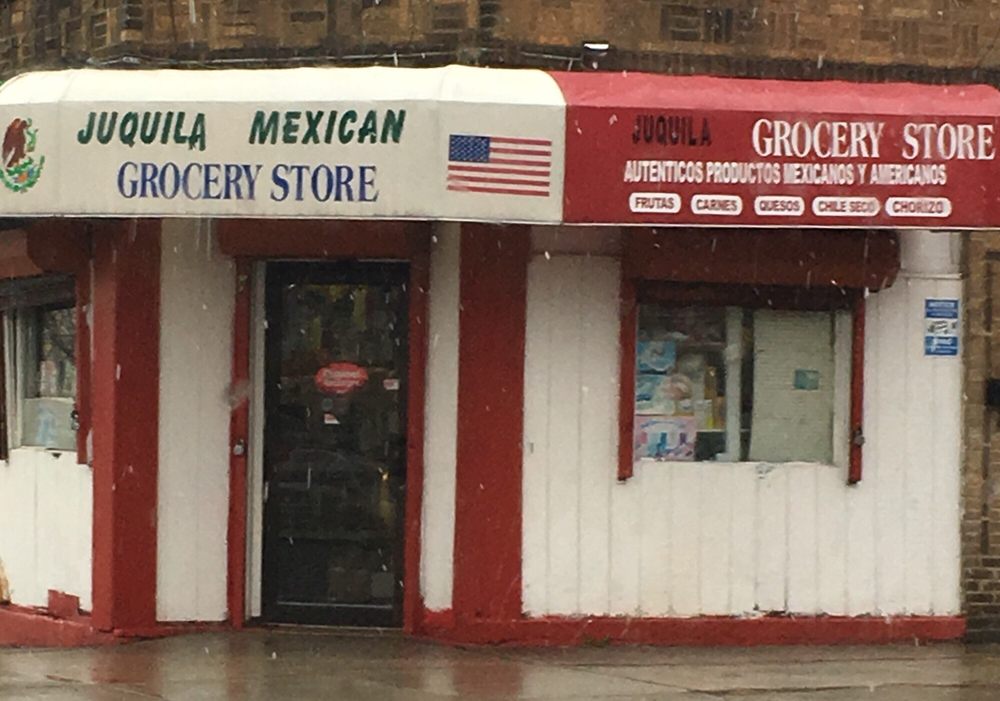 JUQUILA MEXICAN
GROCERY STORE
JUQUILA GROCERY STORE
AUTENTICOS PRODUCTOS MEXICANOS Y AMERICANOS
FRUTAS CARNES QUESOS CHILE SECO CHORIZO